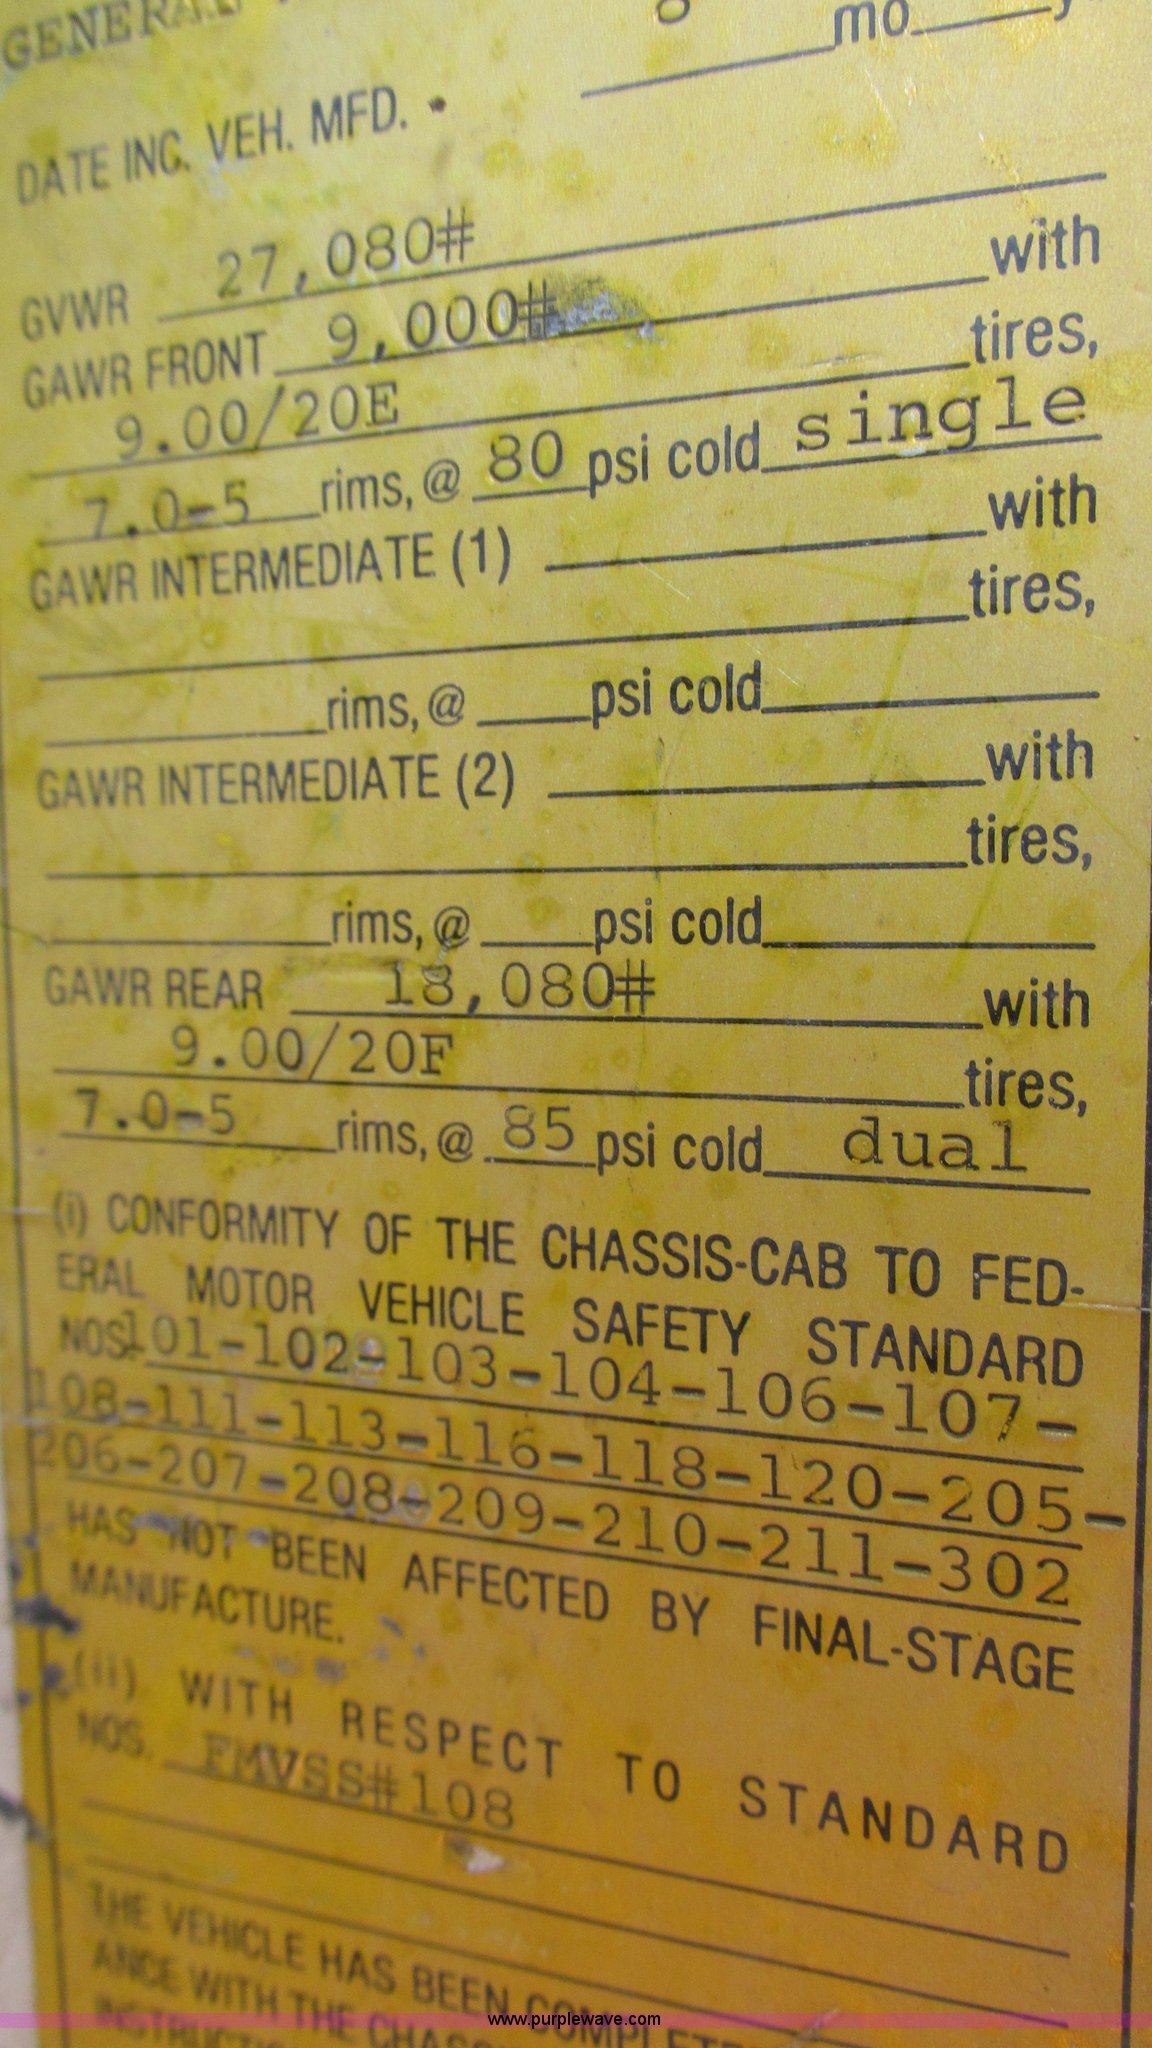 GENERAL
mo
DATE INC. VEH. MFD.
GVWR 27,080#
GAWR FRONT 9,000# with
9.00/20E tires,
7.0-5 rims, @ 80 psi cold single
GAWR INTERMEDIATE (1) with
tires,
rims, @ psi cold
GAWR INTERMEDIATE (2) with
tires,
rims, @ psi cold
GAWR REAR 18,080# with
9.00/20F tires,
7.0-5 rims, @ 85 psi cold dual
(i) CONFORMITY OF THE CHASSIS-CAB TO FED-
ERAL MOTOR VEHICLE SAFETY STANDARD
NOS. 101-102-103-104-106-107-
108-111-113-116-118-120-205-
206-207-208-209-210-211-302
HAS NOT BEEN AFFECTED BY FINAL-STAGE
MANUFACTURE.
(ii) WITH RESPECT TO STANDARD
NOS. FMVSS#108
THE VEHICLE HAS BEEN COMPLETE
ANCE WITH THE CHASS
INSTRUCTI
www.purplewave.com